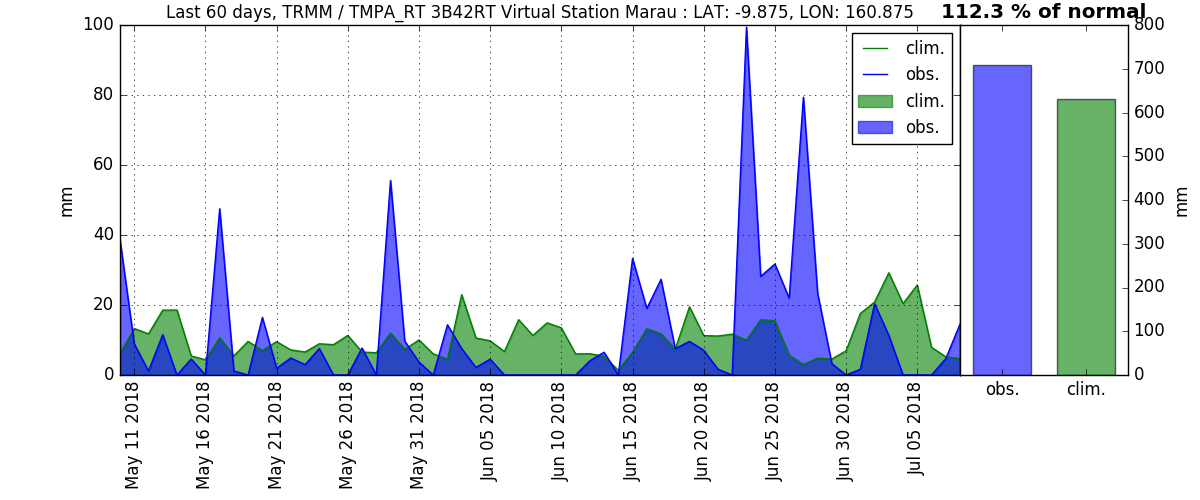 Last 60 days, TRMM / TMPA_RT 3B42RT Virtual Station Marau : LAT: -9.875, LON: 160.875
112.3 % of normal
100
80
60
40
20
0
mm
clim.
obs.
clim.
obs.
May 11 2018
May 16 2018
May 21 2018
May 26 2018
May 31 2018
Jun 05 2018
Jun 10 2018
Jun 15 2018
Jun 20 2018
Jun 25 2018
Jun 30 2018
Jul 05 2018
800
700
600
500
400
300
200
100
0
mm
obs.
clim.